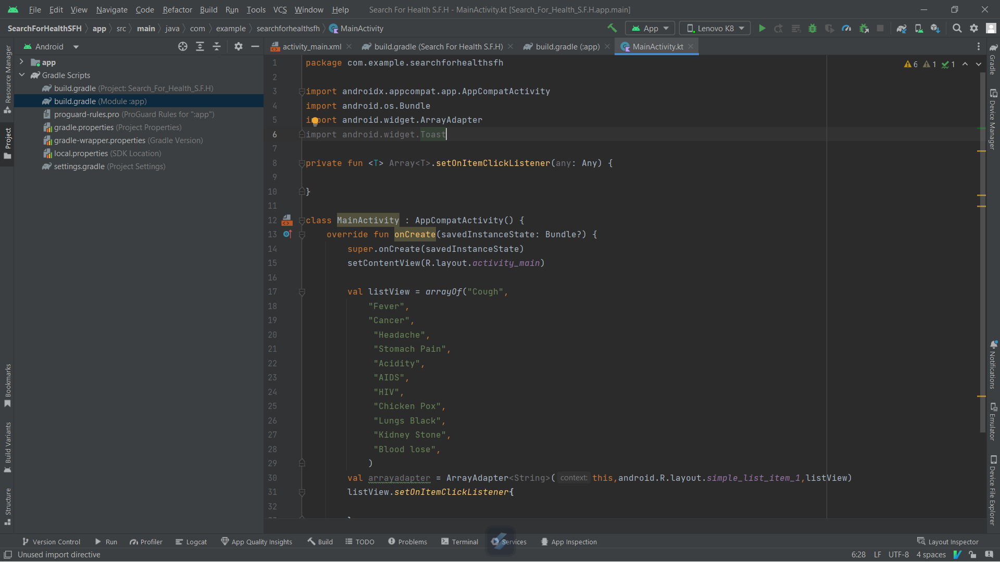 File Edit View Navigate Code Refactor Build Run Tools VCS Window Help Search For Health S.F.H - MainActivity.kt [Search_For_Health_S.F.H.app.main]
SearchForHealthSFH app src main java com example searchforhealthsfh MainActivity App Lenovo K8
Android
activity_main.xml build.gradle (Search For Health S.F.H) build.gradle (:app) MainActivity.kt
Resource Manager
Project
Bookmarks
Build Variants
Structure
app
Gradle Scripts
build.gradle (Project: Search_For_Health_S.F.H)
build.gradle (Module :app)
proguard-rules.pro (ProGuard Rules for ":app")
gradle.properties (Project Properties)
gradle-wrapper.properties (Gradle Version)
local.properties (SDK Location)
settings.gradle (Project Settings)
6 1 1
1 package com.example.searchforhealthsfh
2
3 import androidx.appcompat.app.AppCompatActivity
4 import android.os.Bundle
5 import android.widget.ArrayAdapter
6 import android.widget.Toast
7
8 private fun <T> Array<T>.setOnItemClickListener(any: Any) {
9
10 }
11
12 class MainActivity : AppCompatActivity() {
13 override fun onCreate(savedInstanceState: Bundle?) {
14 super.onCreate(savedInstanceState)
15 setContentView(R.layout.activity_main)
16
17 val listView = arrayOf("Cough",
18 "Fever",
19 "Cancer",
20 "Headache",
21 "Stomach Pain",
22 "Acidity",
23 "AIDS",
24 "HIV",
25 "Chicken Pox",
26 "Lungs Black",
27 "Kidney Stone",
28 "Blood lose",
29 )
30 val arrayadapter = ArrayAdapter<String>( context: this,android.R.layout.simple_list_item_1,listView)
31 listView.setOnItemClickListener{
32
Gradle
Device Manager
Notifications
Emulator
Device File Explorer
Version Control Run Profiler Logcat App Quality Insights Build TODO Problems Terminal Services App Inspection Layout Inspector
Unused import directive 6:28 LF UTF-8 4 spaces